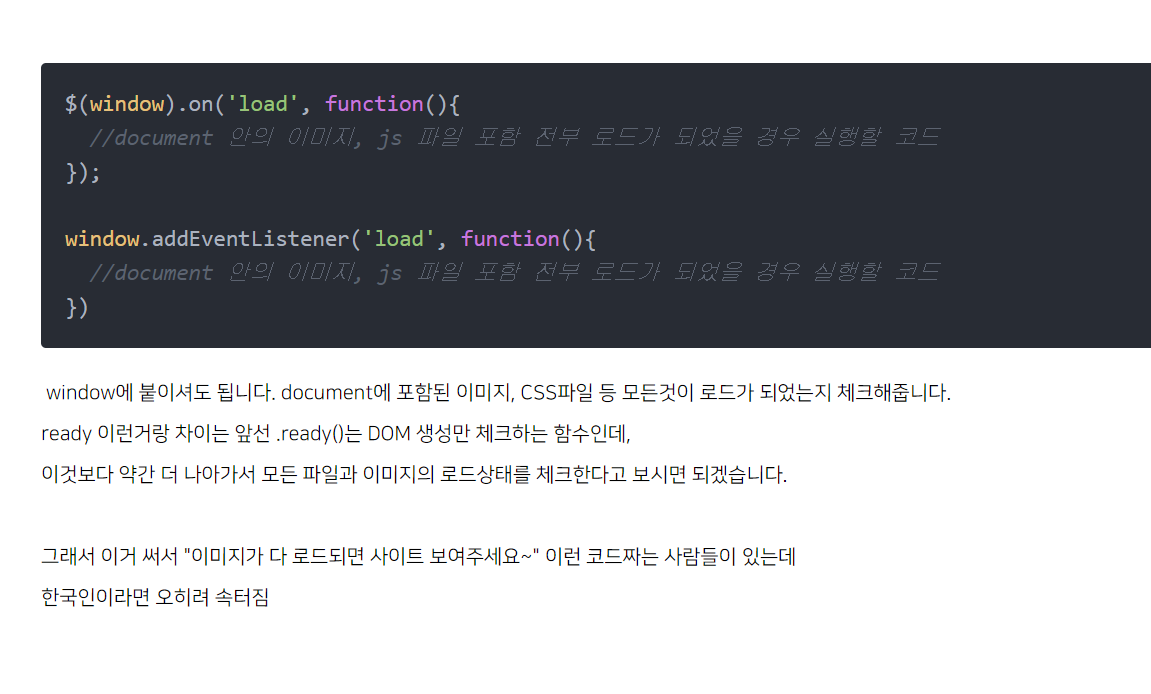 $(window).on('load', function(){
  //document 안의 이미지, js 파일 포함 전부 로드가 되었을 경우 실행할 코드
});
window.addEventListener('load', function(){
  //document 안의 이미지, js 파일 포함 전부 로드가 되었을 경우 실행할 코드
})
window에 붙이셔도 됩니다. document에 포함된 이미지, CSS파일 등 모든것이 로드가 되었는지 체크해줍니다.
ready 이런거랑 차이는 앞선 .ready()는 DOM 생성만 체크하는 함수인데,
이것보다 약간 더 나아가서 모든 파일과 이미지의 로드상태를 체크한다고 보시면 되겠습니다.
그래서 이거 써서 "이미지가 다 로드되면 사이트 보여주세요~" 이런 코드짜는 사람들이 있는데
한국인이라면 오히려 속터짐